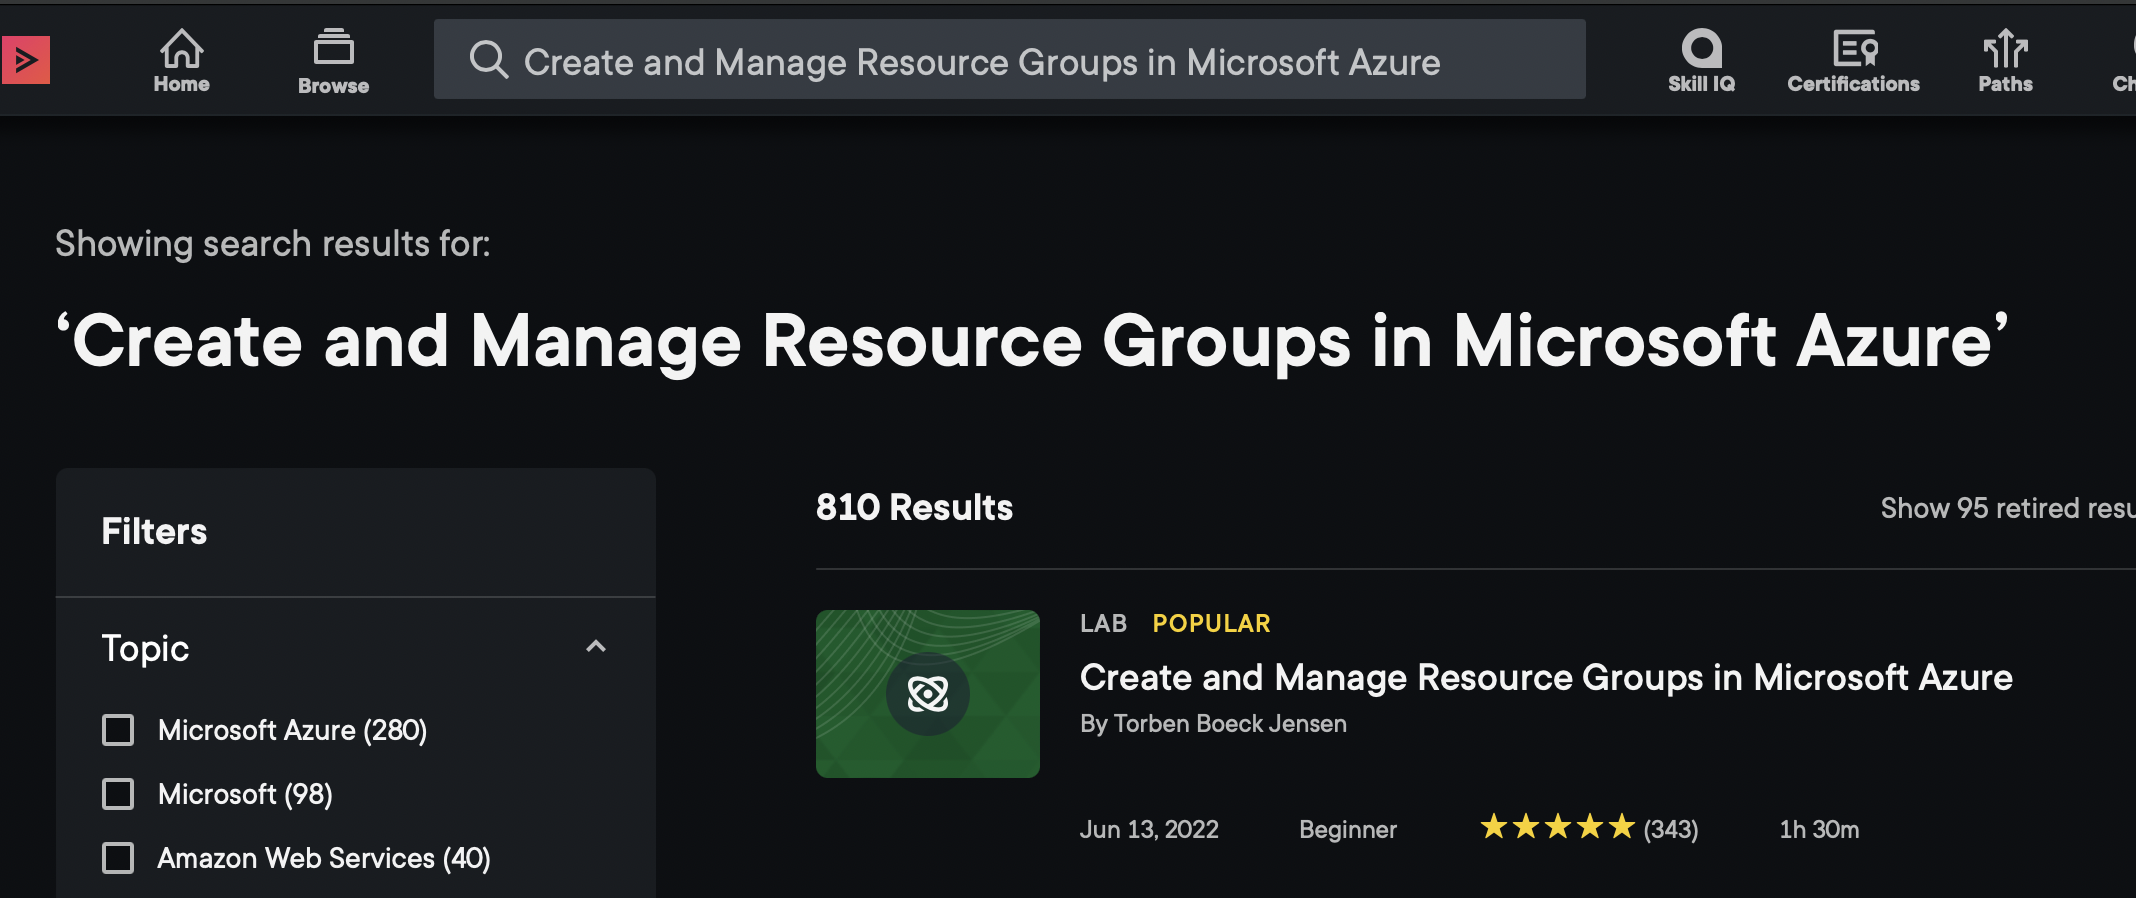 Home
Browse
Create and Manage Resource Groups in Microsoft Azure
Skill IQ
Certifications
Paths
Showing search results for:
‘Create and Manage Resource Groups in Microsoft Azure’
Filters
Topic
Microsoft Azure (280)
Microsoft (98)
Amazon Web Services (40)
810 Results
Show 95 retired
LAB POPULAR
Create and Manage Resource Groups in Microsoft Azure
By Torben Boeck Jensen
Jun 13, 2022 Beginner (343) 1h 30m